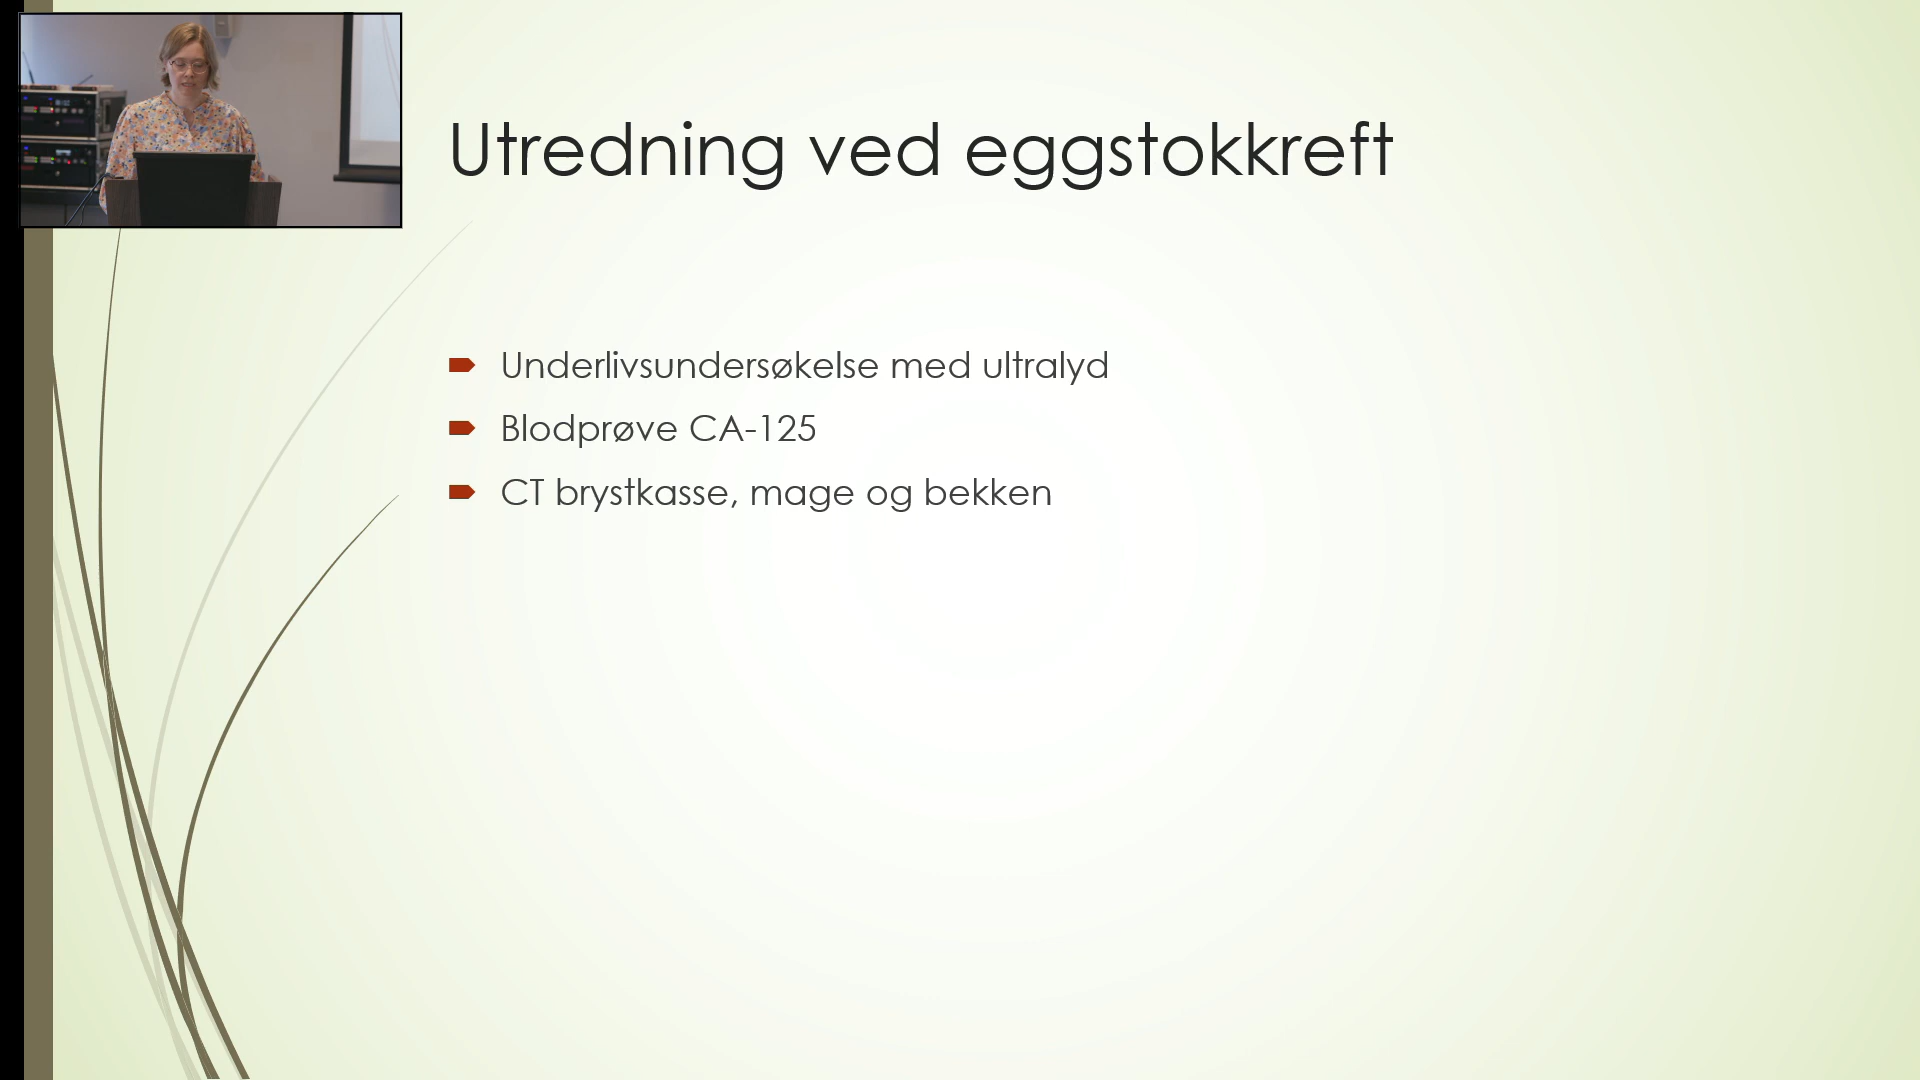 Utredning ved eggstokkreft
Underlivsundersøkelse med ultralyd
Blodprøve CA-125
CT brystkasse, mage og bekken